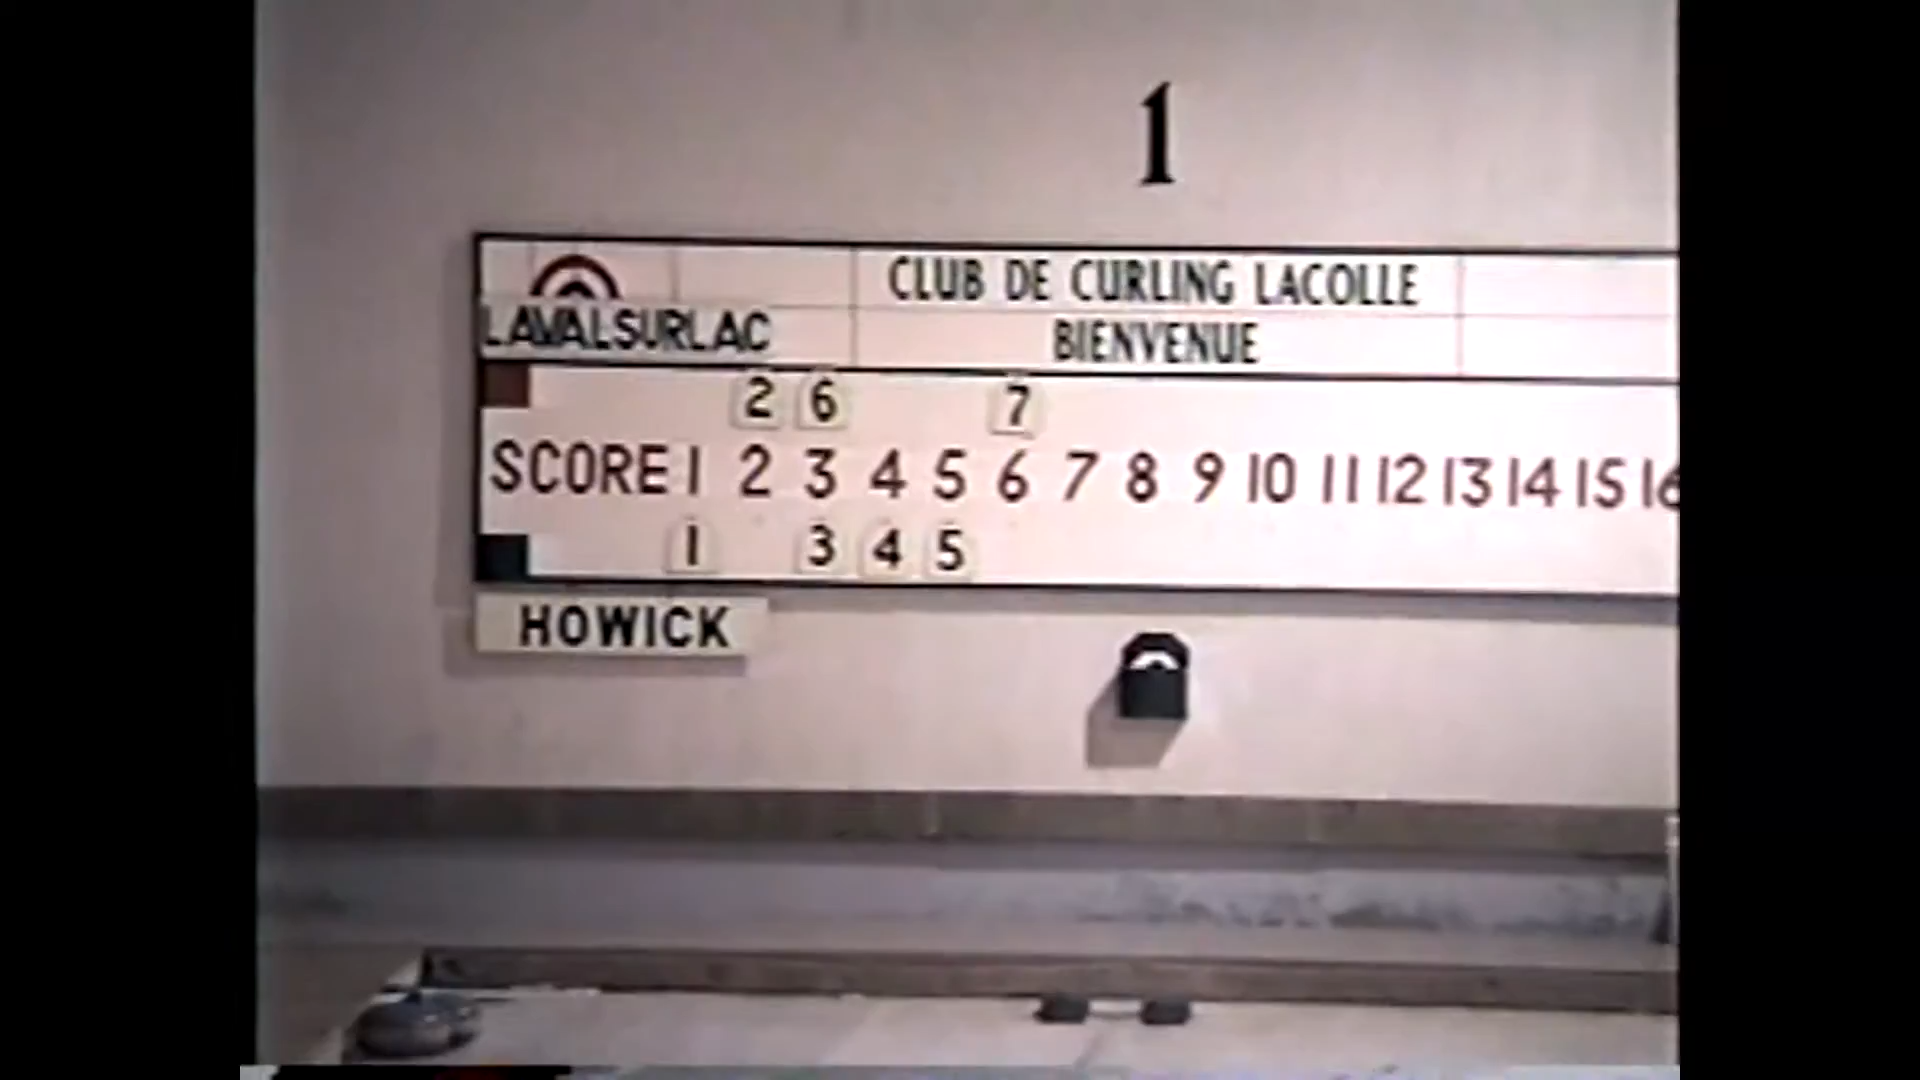 1
CLUB DE CURLING LACOLLE
LAVALSURLAC
BIENVENUE
2 6 7
SCORE 1 2 3 4 5 6 7 8 9 10 11 12 13 14 15 16
1 3 4 5
HOWICK